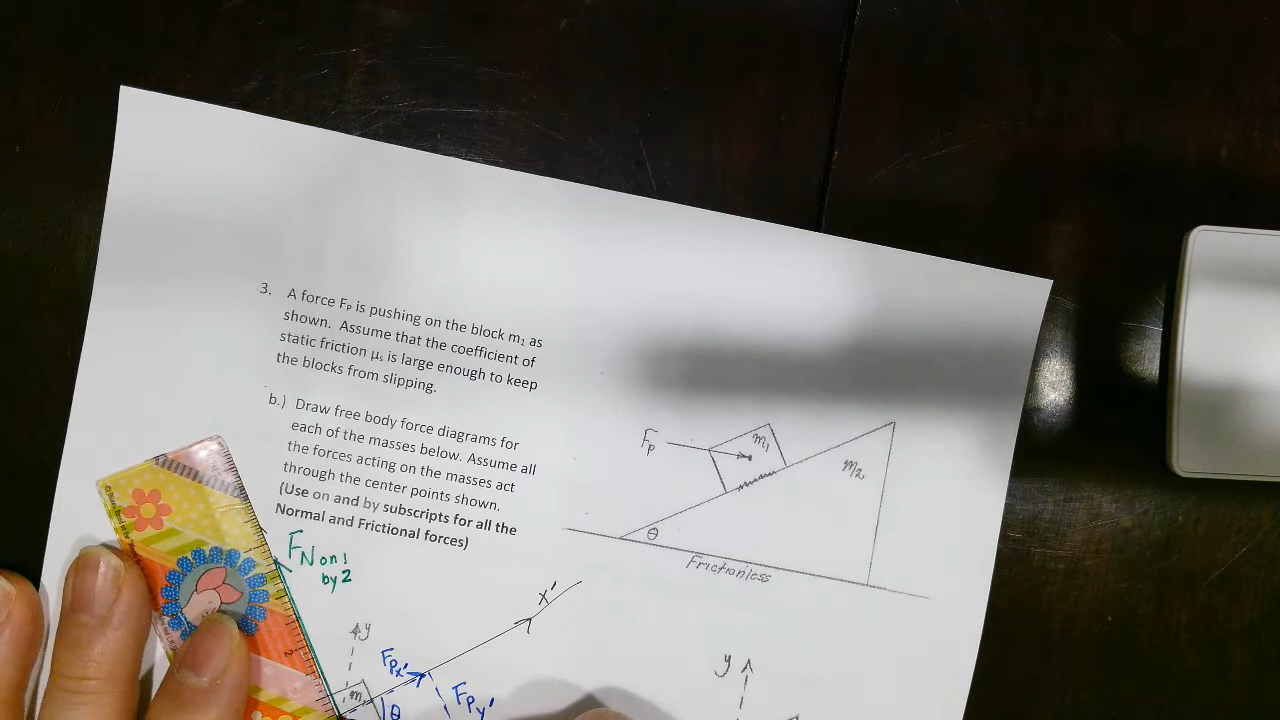 3. A force Fₚ is pushing on the block m₁ as
shown. Assume that the coefficient of
static friction μₛ is large enough to keep
the blocks from slipping.
b.) Draw free body force diagrams for
each of the masses below. Assume all
the forces acting on the masses act
through the center points shown.
(Use on and by subscripts for all the
Normal and Frictional forces)
Fp
m₁
m₂
θ
Frictionless
FN on 1
by 2
y
x'
Fpx'
Fpy'
m
θ
y
2